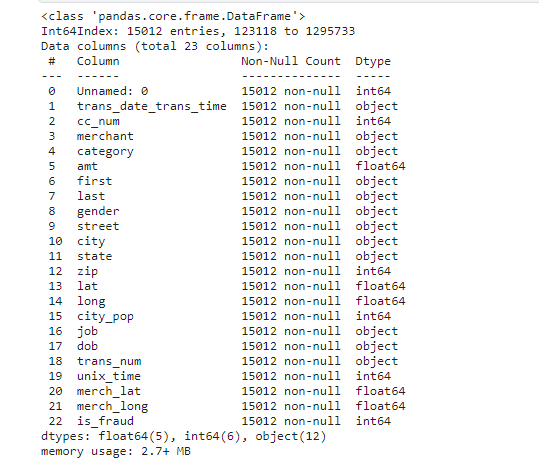 <class 'pandas.core.frame.DataFrame'>
Int64Index: 15012 entries, 123118 to 1295733
Data columns (total 23 columns):
 #   Column                 Non-Null Count  Dtype
---  ------                 --------------  -----
 0   Unnamed: 0             15012 non-null  int64
 1   trans_date_trans_time  15012 non-null  object
 2   cc_num                 15012 non-null  int64
 3   merchant               15012 non-null  object
 4   category               15012 non-null  object
 5   amt                    15012 non-null  float64
 6   first                  15012 non-null  object
 7   last                   15012 non-null  object
 8   gender                 15012 non-null  object
 9   street                 15012 non-null  object
 10  city                   15012 non-null  object
 11  state                  15012 non-null  object
 12  zip                    15012 non-null  int64
 13  lat                    15012 non-null  float64
 14  long                   15012 non-null  float64
 15  city_pop               15012 non-null  int64
 16  job                    15012 non-null  object
 17  dob                    15012 non-null  object
 18  trans_num              15012 non-null  object
 19  unix_time              15012 non-null  int64
 20  merch_lat              15012 non-null  float64
 21  merch_long             15012 non-null  float64
 22  is_fraud               15012 non-null  int64
dtypes: float64(5), int64(6), object(12)
memory usage: 2.7+ MB